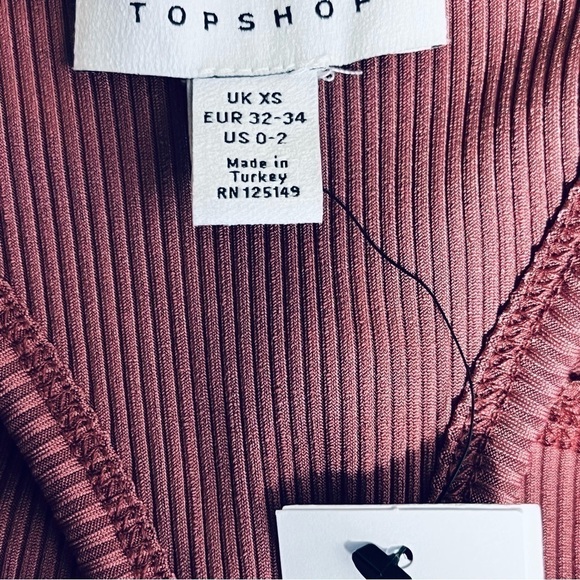 TOPSHOP
UK XS
EUR 32-34
US 0-2
Made in
Turkey
RN 125149